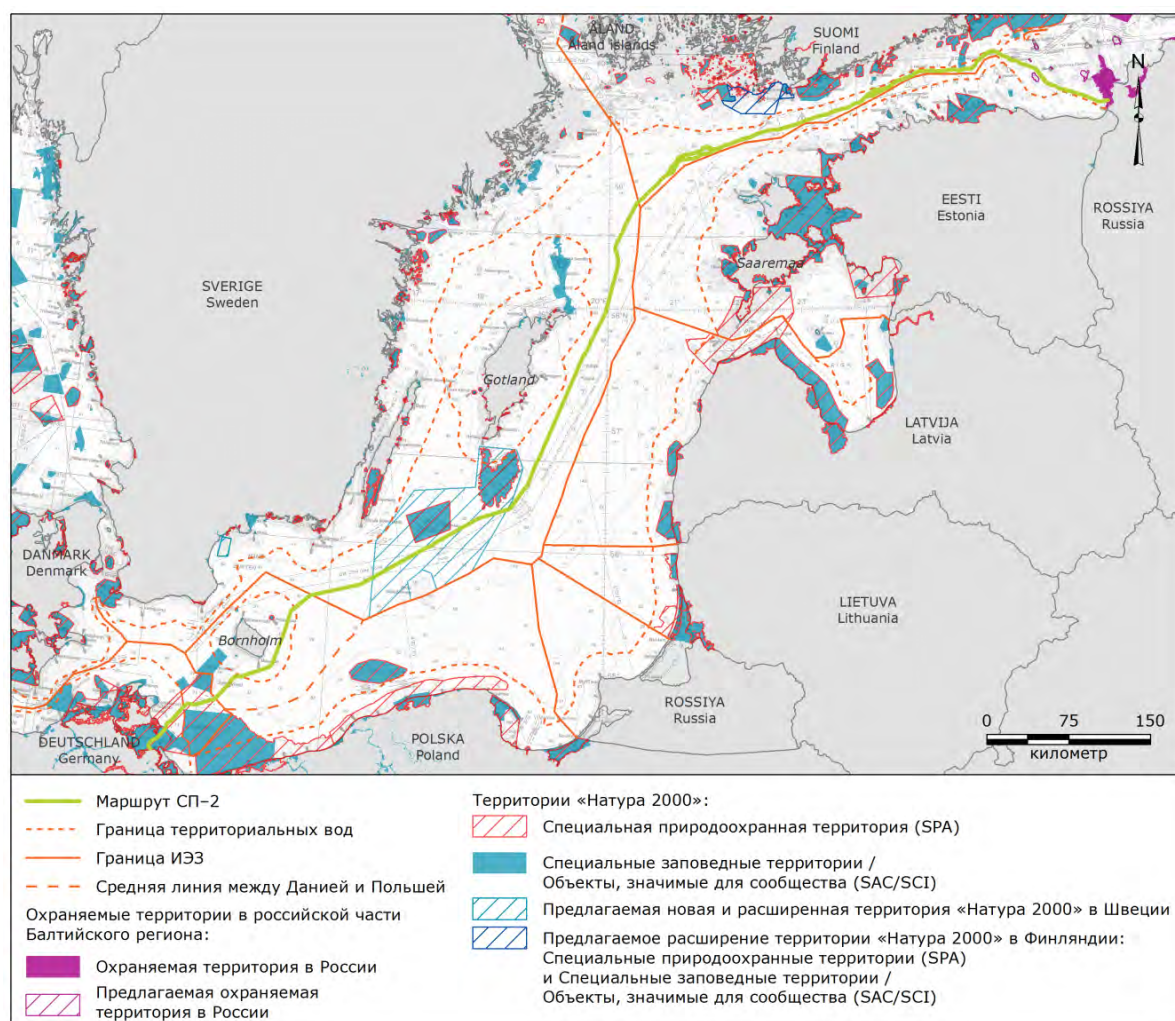 ÅLAND
Åland islands
SUOMI
Finland
N
EESTI
Estonia
ROSSIYA
Russia
SVERIGE
Sweden
Saaremaa
Gotland
LATVIJA
Latvia
DANMARK
Denmark
LIETUVA
Lithuania
Bornholm
ROSSIYA
Russia
DEUTSCHLAND
Germany
POLSKA
Poland
0 75 150
километр
Маршрут СП–2
Граница территориальных вод
Граница ИЭЗ
Средняя линия между Данией и Польшей
Охраняемые территории в российской части
Балтийского региона:
Охраняемая территория в России
Предлагаемая охраняемая
территория в России
Территории «Натура 2000»:
Специальная природоохранная территория (SPA)
Специальные заповедные территории /
Объекты, значимые для сообщества (SAC/SCI)
Предлагаемая новая и расширенная территория «Натура 2000» в Швеции
Предлагаемое расширение территории «Натура 2000» в Финляндии:
Специальные природоохранные территории (SPA)
и Специальные заповедные территории /
Объекты, значимые для сообщества (SAC/SCI)